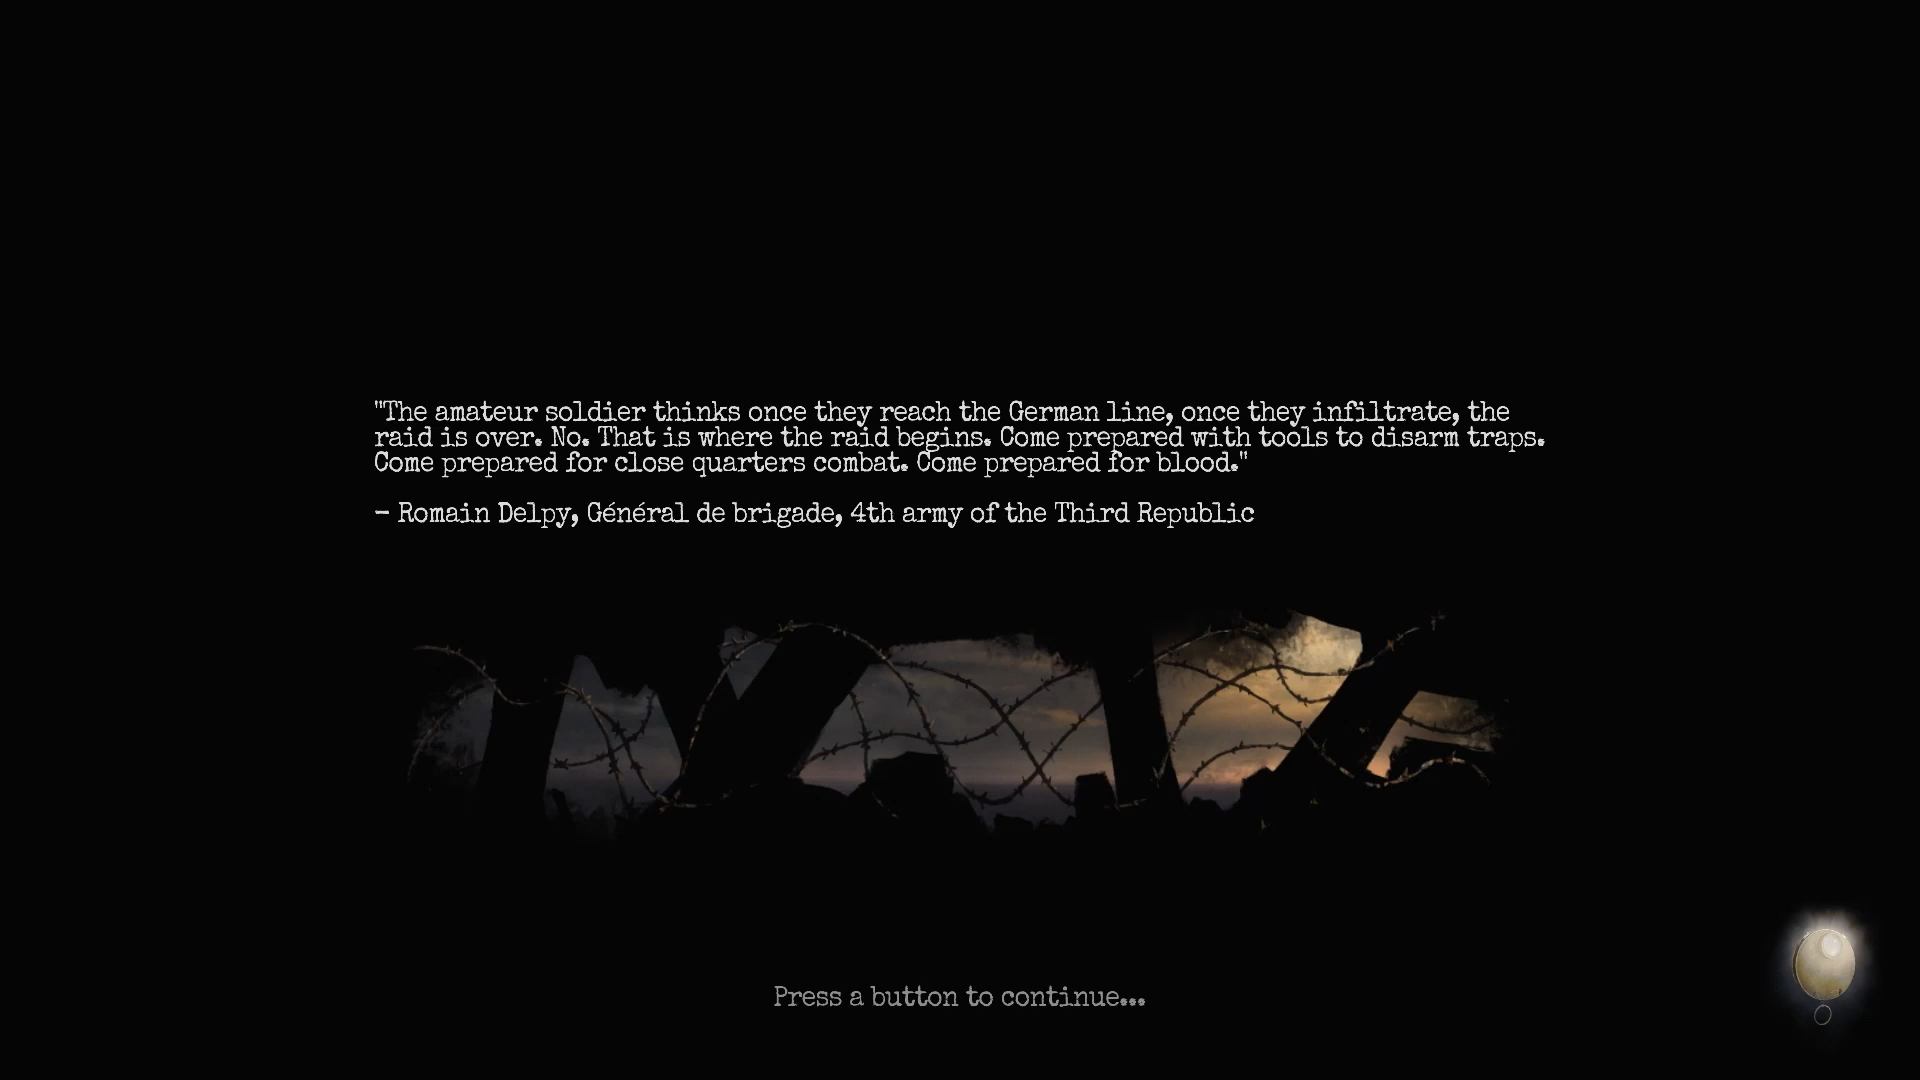 "The amateur soldier thinks once they reach the German line, once they infiltrate, the
raid is over. No. That is where the raid begins. Come prepared with tools to disarm traps.
Come prepared for close quarters combat. Come prepared for blood."
- Romain Delpy, Général de brigade, 4th army of the Third Republic
Press a button to continue...